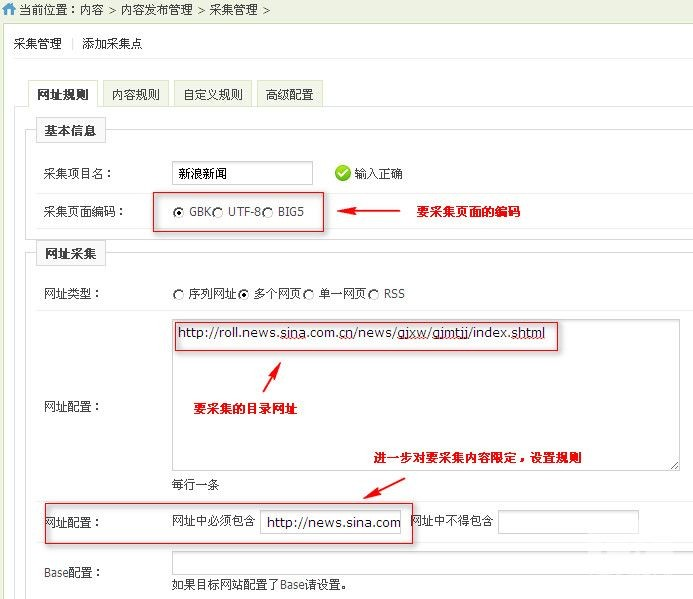 当前位置：内容 > 内容发布管理 > 采集管理 >
采集管理 | 添加采集点
网址规则 内容规则 自定义规则 高级配置
基本信息
采集项目名： 新浪新闻 输入正确
采集页面编码： GBK UTF-8 BIG5 要采集页面的编码
网址采集
网址类型： 序列网址 多个网页 单一网页 RSS
http://roll.news.sina.com.cn/news/gjxw/gjmtjj/index.shtml
网址配置： 要采集的目录网址
进一步对要采集内容限定，设置规则
每行一条
网址配置： 网址中必须包含 http://news.sina.com 网址中不得包含
Base配置：
如果目标网站配置了Base请设置。